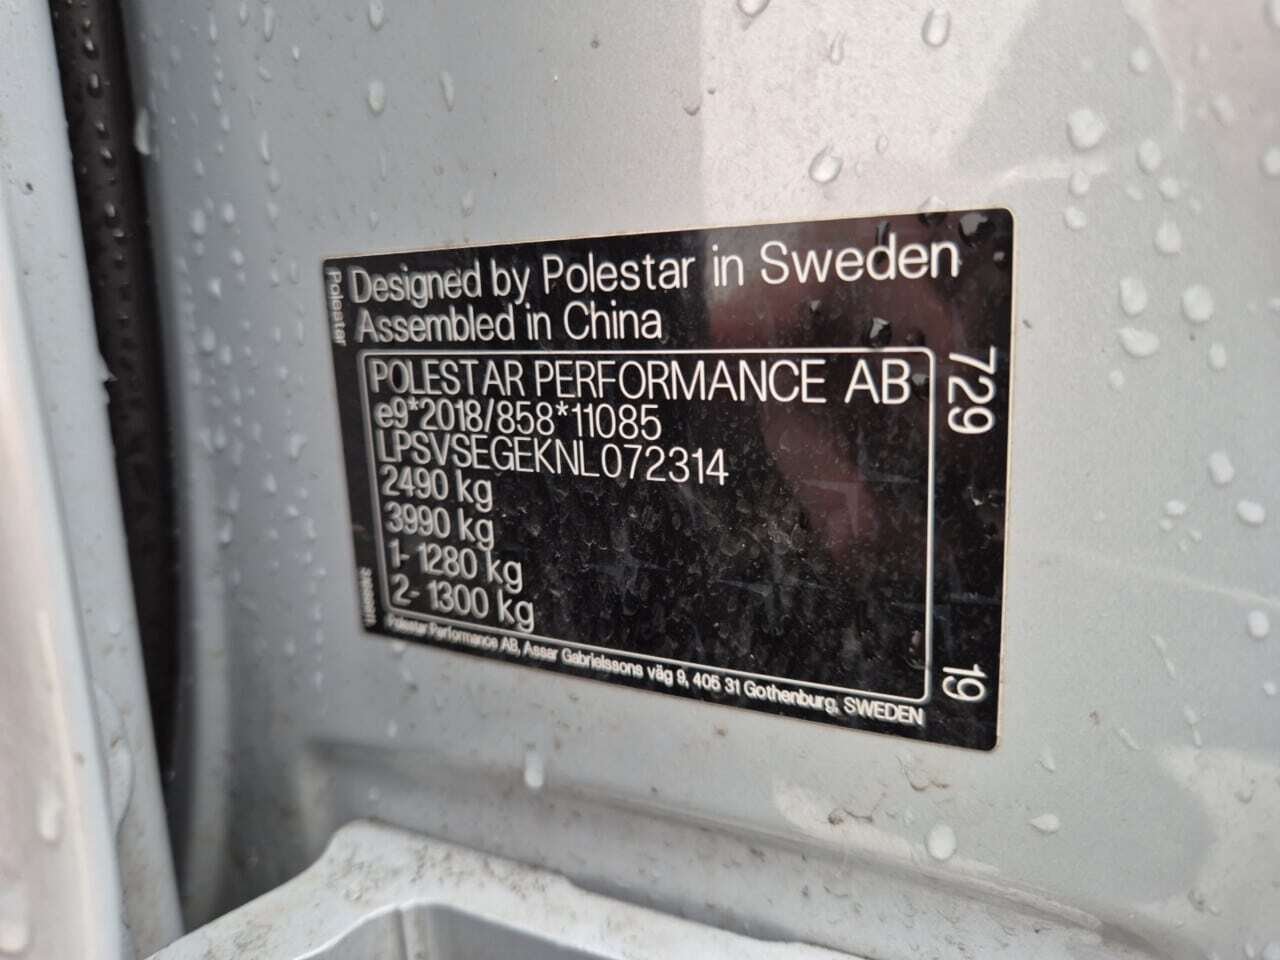 Polestar
Designed by Polestar in Sweden
Assembled in China
POLESTAR PERFORMANCE AB
e9*2018/858*11085
LPSVSEGEKNL072314
2490 kg
3990 kg
1- 1280 kg
2- 1300 kg
729
19
Polestar Performance AB, Assar Gabrielssons väg 9, 405 31 Gothenburg, SWEDEN